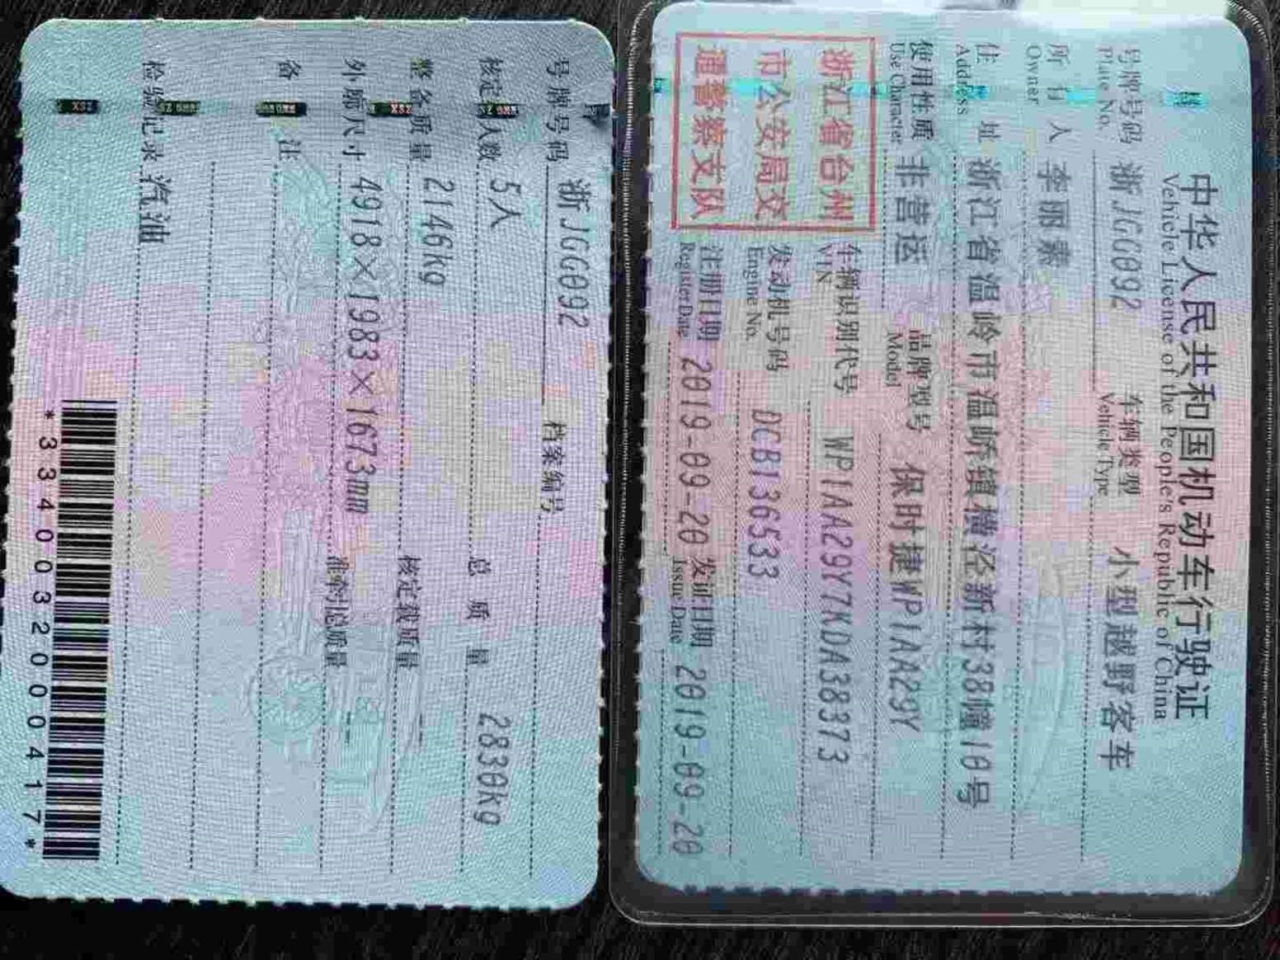 中华人民共和国机动车行驶证
Vehicle License of the People's Republic of China
号牌号码 浙JGG092 车辆类型 小型越野客车
Plate No. Vehicle Type
所有人 李丽素
Owner
住址 浙江省温岭市温峤镇横泾新村38幢10号
Address
使用性质 非营运 品牌型号 保时捷WP1AA29Y
Use Character Model
浙江省台州
市公安局交
通警察支队
车辆识别代号 WP1AA29Y7KDA38373
VIN
发动机号码 DCB136533
Engine No.
注册日期 2019-09-20 发证日期 2019-09-20
Register Date Issue Date
号牌号码 浙JGG092 档案编号
核定人数 5人 总质量 2830kg
整备质量 2146kg 核定载质量 --
外廓尺寸 4918×1983×1673mm 准牵引总质量 --
备注
检验记录 汽油
*3340032000417*